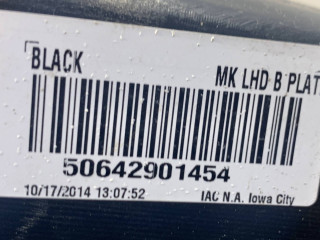 BLACK MK LHD B PLAT
50642901454
10/17/2014 13:07:52 IAC N.A. Iowa City